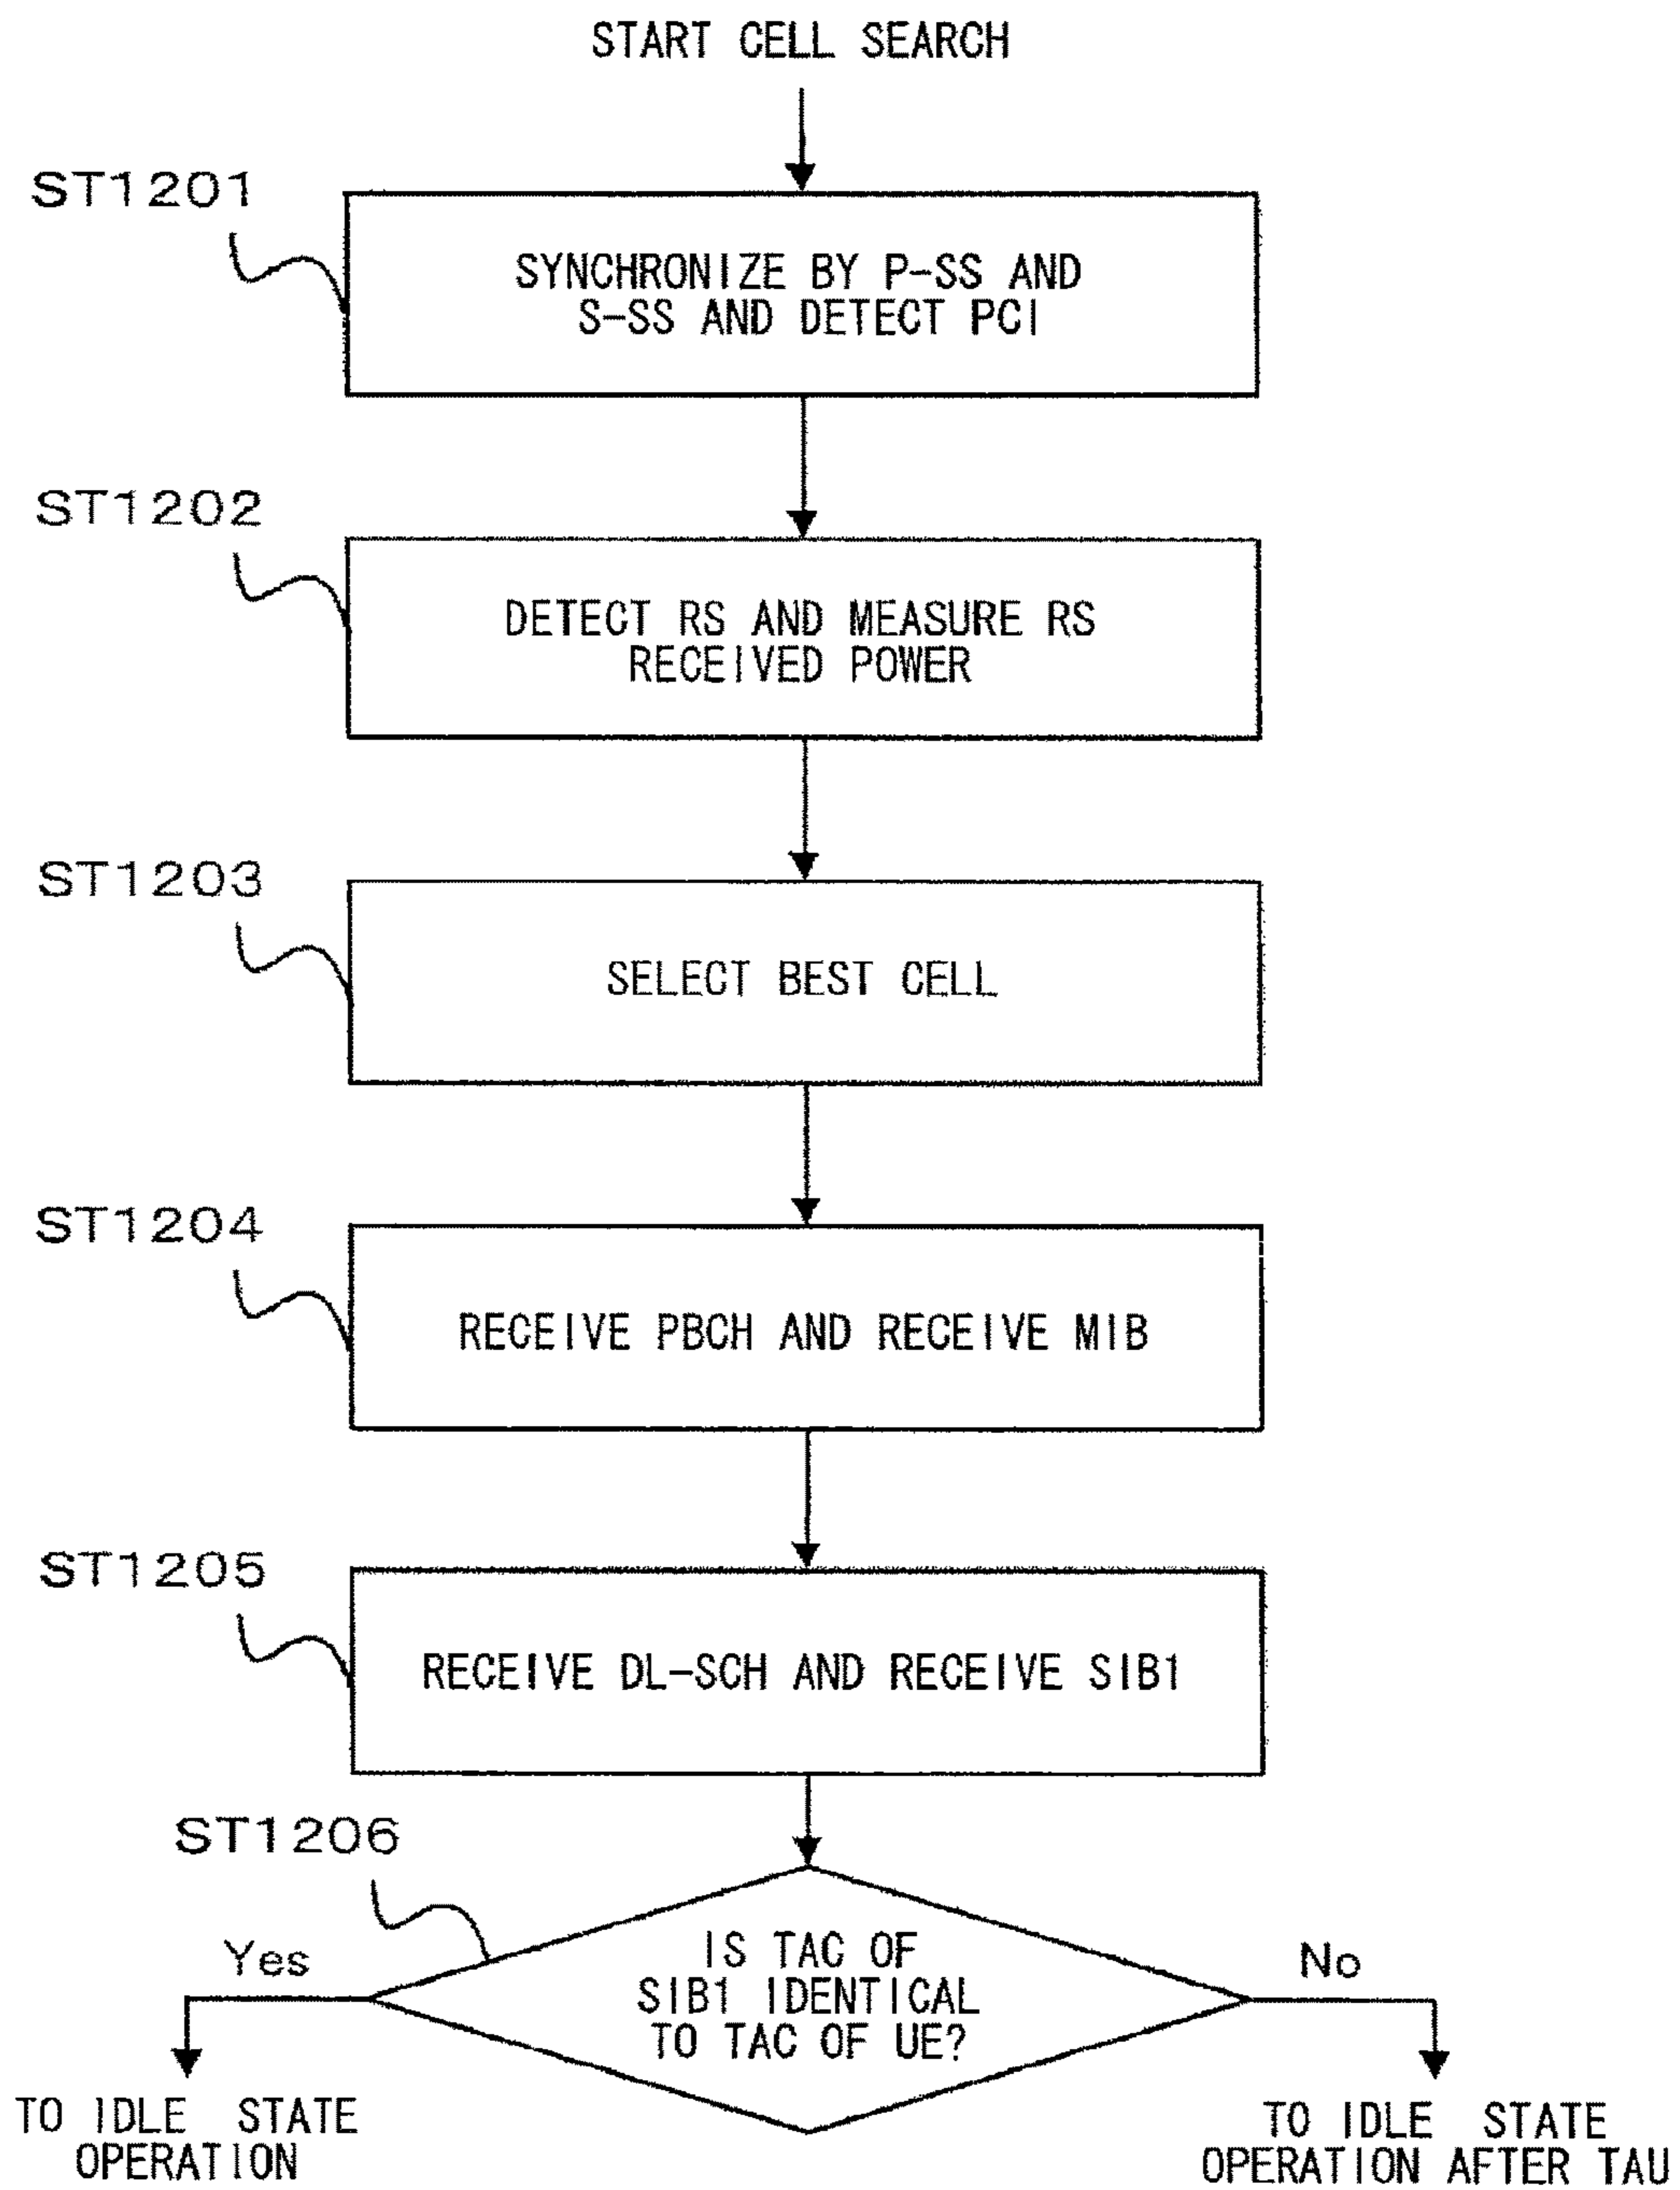 START CELL SEARCH
ST1201
SYNCHRONIZE BY P-SS AND
S-SS AND DETECT PCI
ST1202
DETECT RS AND MEASURE RS
RECEIVED POWER
ST1203
SELECT BEST CELL
ST1204
RECEIVE PBCH AND RECEIVE MIB
ST1205
RECEIVE DL-SCH AND RECEIVE SIB1
ST1206
IS TAC OF
SIB1 IDENTICAL
TO TAC OF UE?
Yes
No
TO IDLE STATE
OPERATION
TO IDLE STATE
OPERATION AFTER TAU